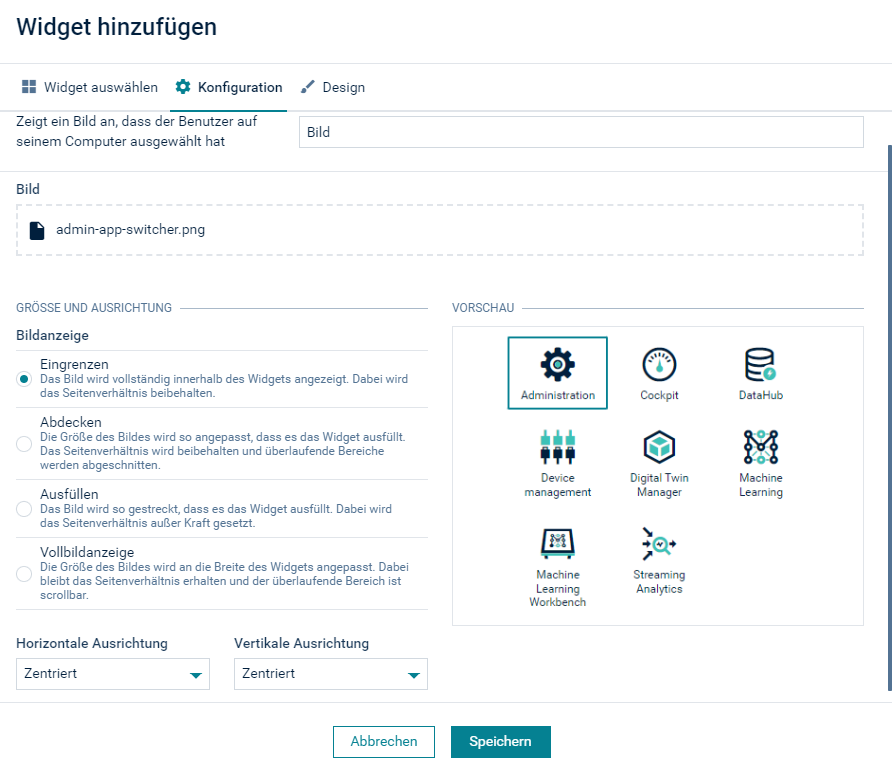 Widget hinzufügen
Widget auswählen
Konfiguration
Design
Zeigt ein Bild an, dass der Benutzer auf
seinem Computer ausgewählt hat
Bild
Bild
admin-app-switcher.png
GRÖSSE UND AUSRICHTUNG
Bildanzeige
Eingrenzen
Das Bild wird vollständig innerhalb des Widgets angezeigt. Dabei wird
das Seitenverhältnis beibehalten.
Abdecken
Die Größe des Bildes wird so angepasst, dass es das Widget ausfüllt.
Das Seitenverhältnis wird beibehalten und überlaufende Bereiche
werden abgeschnitten.
Ausfüllen
Das Bild wird so gestreckt, dass es das Widget ausfüllt. Dabei wird
das Seitenverhältnis außer Kraft gesetzt.
Vollbildanzeige
Die Größe des Bildes wird an die Breite des Widgets angepasst. Dabei
bleibt das Seitenverhältnis erhalten und der überlaufende Bereich ist
scrollbar.
Horizontale Ausrichtung
Zentriert
Vertikale Ausrichtung
Zentriert
VORSCHAU
Administration
Cockpit
DataHub
Device
management
Digital Twin
Manager
Machine
Learning
Machine
Learning
Workbench
Streaming
Analytics
Abbrechen
Speichern